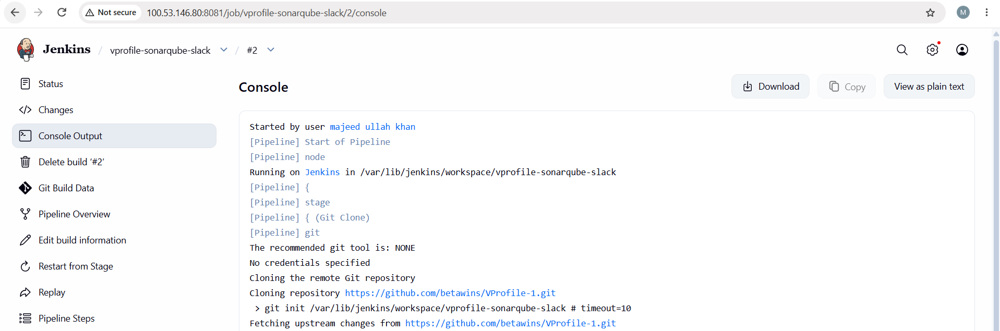 Not secure 100.53.146.80:8081/job/vprofile-sonarqube-slack/2/console
M
Jenkins / vprofile-sonarqube-slack / #2
Status
Changes
Console Output
Delete build ‘#2’
Git Build Data
Pipeline Overview
Edit build information
Restart from Stage
Replay
Pipeline Steps
Console
Download
Copy
View as plain text
Started by user majeed ullah khan
[Pipeline] Start of Pipeline
[Pipeline] node
Running on Jenkins in /var/lib/jenkins/workspace/vprofile-sonarqube-slack
[Pipeline] {
[Pipeline] stage
[Pipeline] { (Git Clone)
[Pipeline] git
The recommended git tool is: NONE
No credentials specified
Cloning the remote Git repository
Cloning repository https://github.com/betawins/VProfile-1.git
> git init /var/lib/jenkins/workspace/vprofile-sonarqube-slack # timeout=10
Fetching upstream changes from https://github.com/betawins/VProfile-1.git